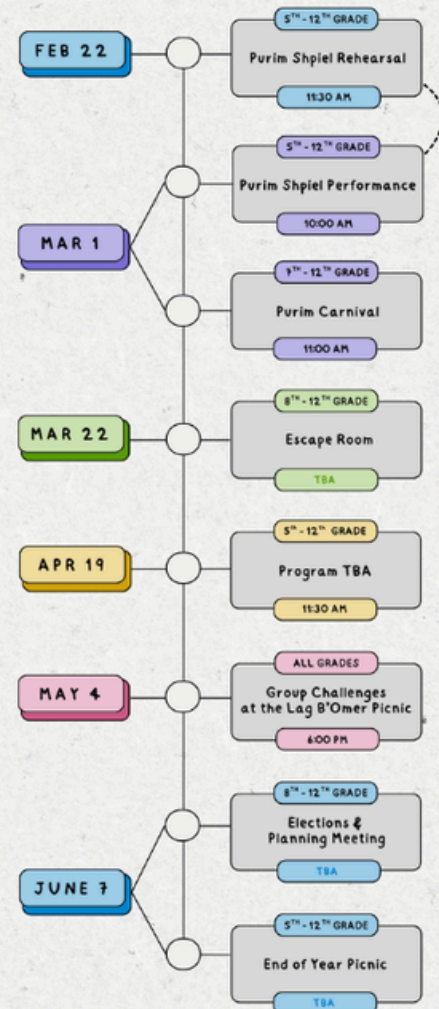 FEB 22
5TH - 12TH GRADE
Purim Shpiel Rehearsal
11:30 AM
MAR 1
5TH - 12TH GRADE
Purim Shpiel Performance
10:00 AM
7TH - 12TH GRADE
Purim Carnival
11:00 AM
MAR 22
8TH - 12TH GRADE
Escape Room
TBA
APR 19
5TH - 12TH GRADE
Program TBA
11:30 AM
MAY 4
ALL GRADES
Group Challenges
at the Lag B'Omer Picnic
6:00 PM
JUNE 7
8TH - 12TH GRADE
Elections &
Planning Meeting
TBA
5TH - 12TH GRADE
End of Year Picnic
TBA